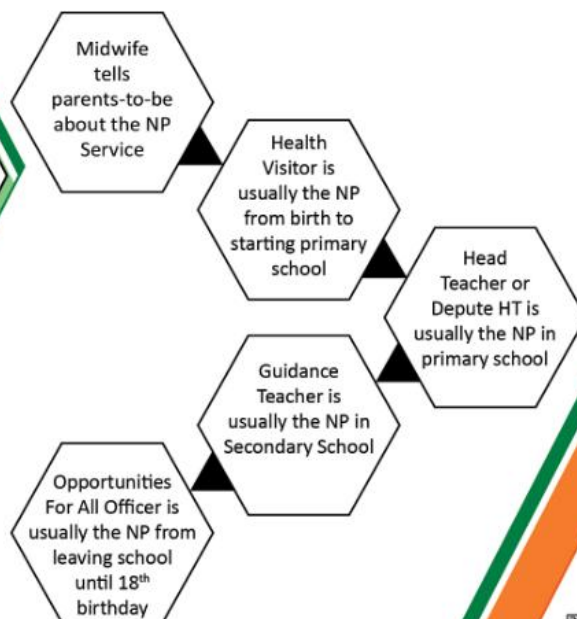 Midwife
tells
parents-to-be
about the NP
Service
Health
Visitor is
usually the NP
from birth to
starting primary
school
Head
Teacher or
Depute HT is
usually the NP in
primary school
Guidance
Teacher is
usually the NP in
Secondary School
Opportunities
For All Officer is
usually the NP from
leaving school
until 18th
birthday